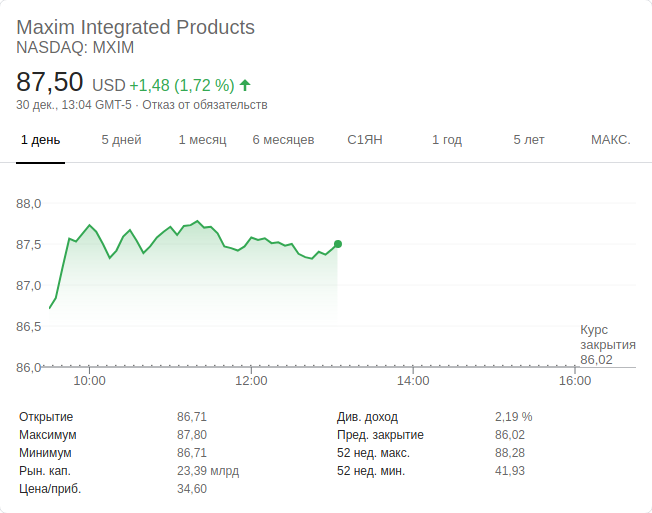 Maxim Integrated Products
NASDAQ: MXIM
87,50 USD +1,48 (1,72 %)
30 дек., 13:04 GMT-5 · Отказ от обязательств
1 день 5 дней 1 месяц 6 месяцев С1ЯН 1 год 5 лет МАКС.
88,0
87,5
87,0
86,5
86,0
Курс
закрытия
86,02
10:00 12:00 14:00 16:00
Открытие 86,71 Див. доход 2,19 %
Максимум 87,80 Пред. закрытие 86,02
Минимум 86,71 52 нед. макс. 88,28
Рын. кап. 23,39 млрд 52 нед. мин. 41,93
Цена/приб. 34,60